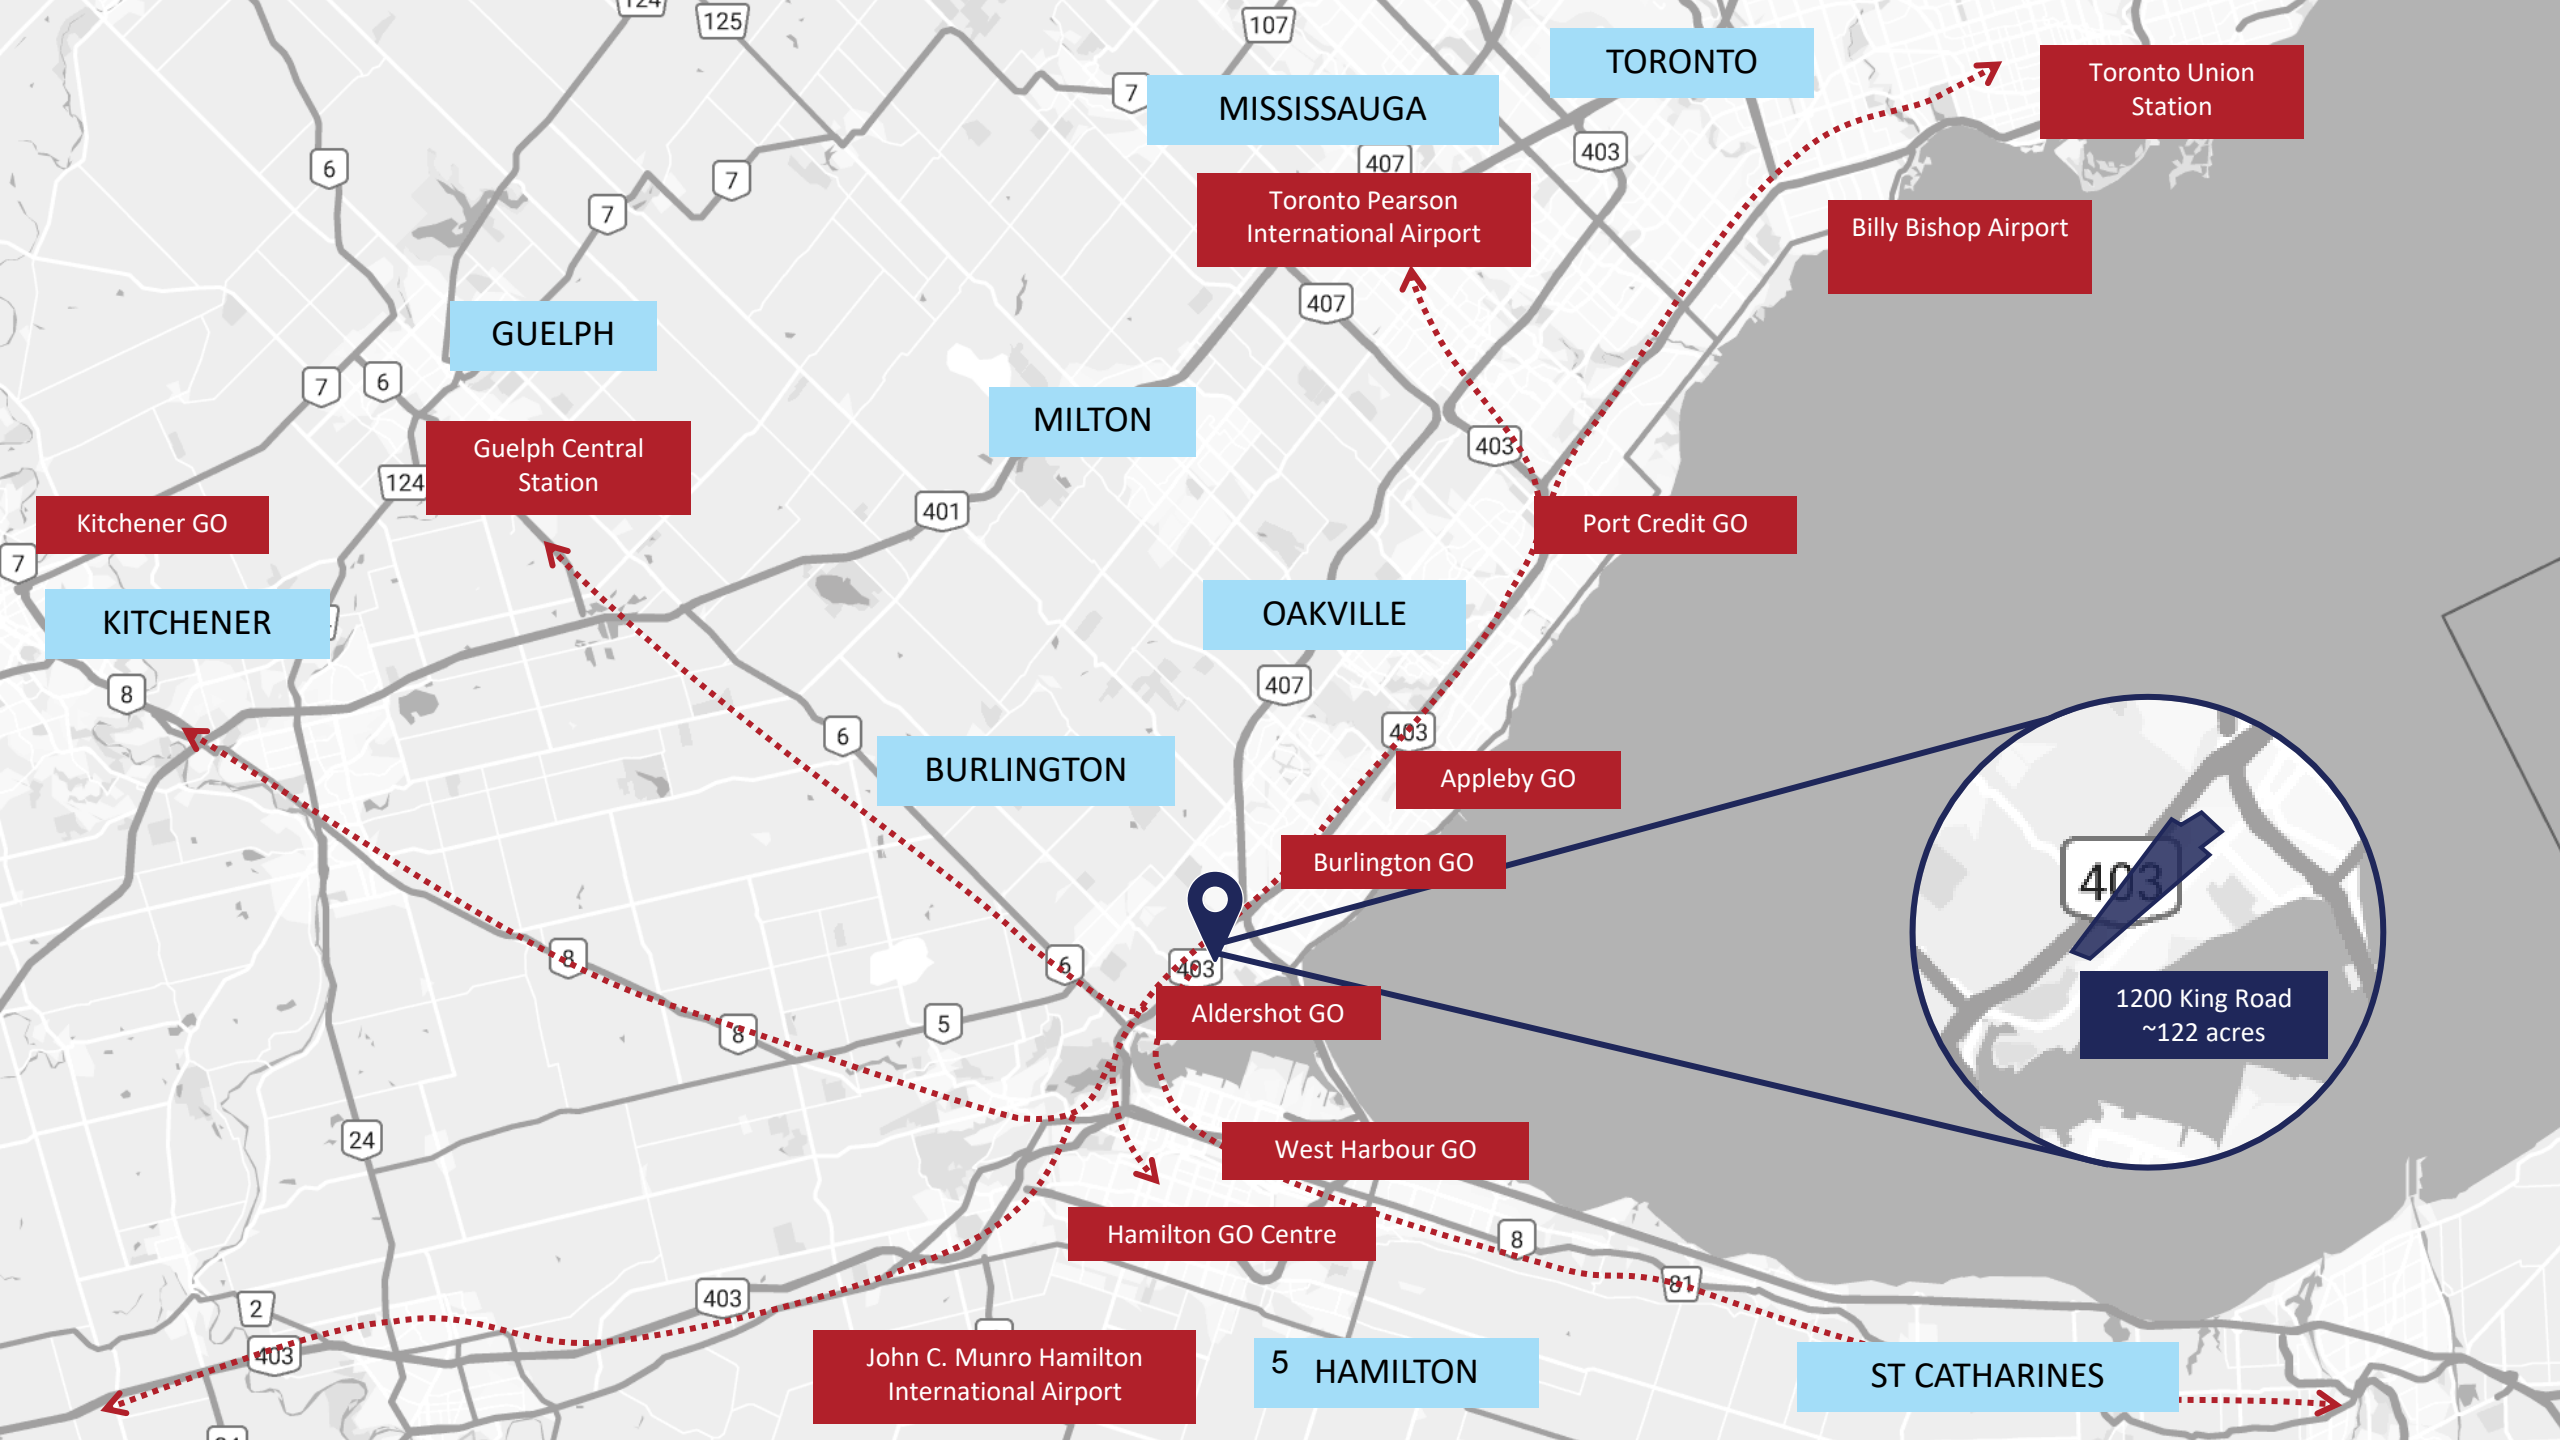 124
125
107
TORONTO
Toronto Union
Station
7
MISSISSAUGA
403
407
6
7
7
Toronto Pearson
International Airport
Billy Bishop Airport
407
GUELPH
7
6
MILTON
403
Guelph Central
Station
124
401
Kitchener GO
Port Credit GO
7
KITCHENER
OAKVILLE
407
8
403
6
BURLINGTON
Appleby GO
Burlington GO
403
8
6
403
1200 King Road
~122 acres
Aldershot GO
5
8
24
West Harbour GO
Hamilton GO Centre
8
81
403
2
403
John C. Munro Hamilton
International Airport
5
HAMILTON
ST CATHARINES